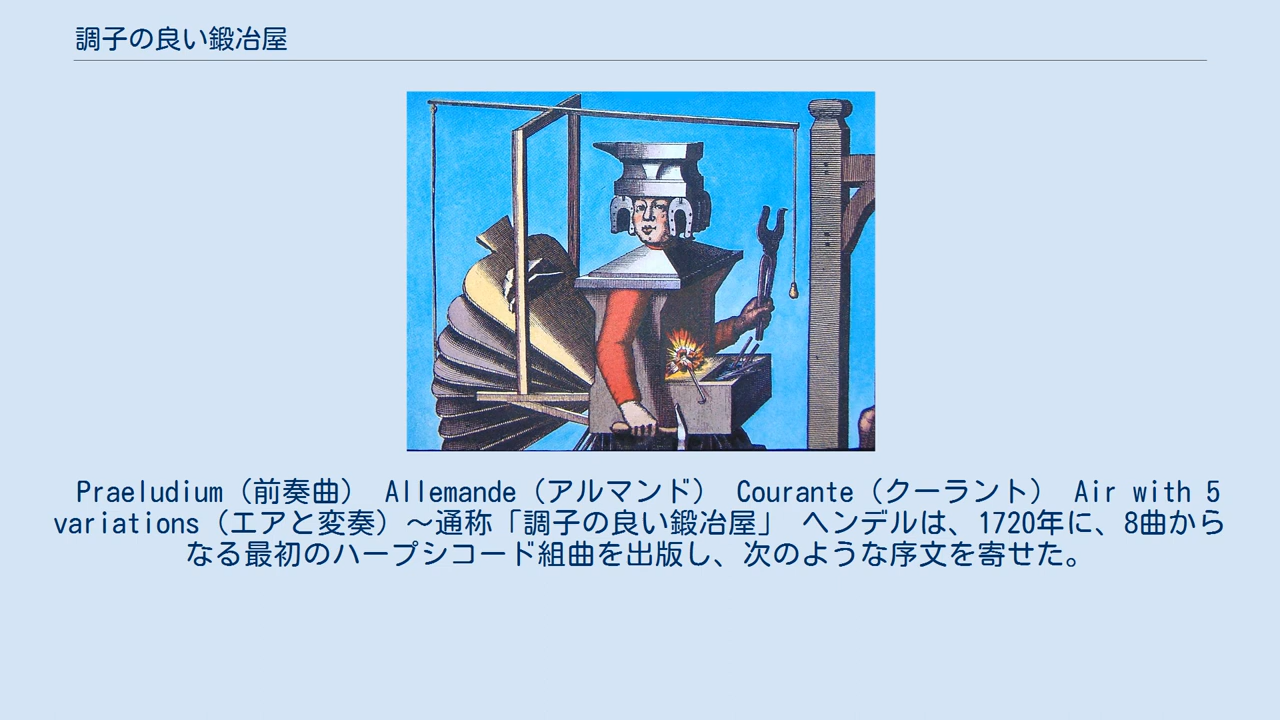 調子の良い鍛冶屋
Praeludium（前奏曲） Allemande（アルマンド） Courante（クーラント） Air with 5
variations（エアと変奏）～通称「調子の良い鍛冶屋」 ヘンデルは、1720年に、8曲から
なる最初のハープシコード組曲を出版し、次のような序文を寄せた。